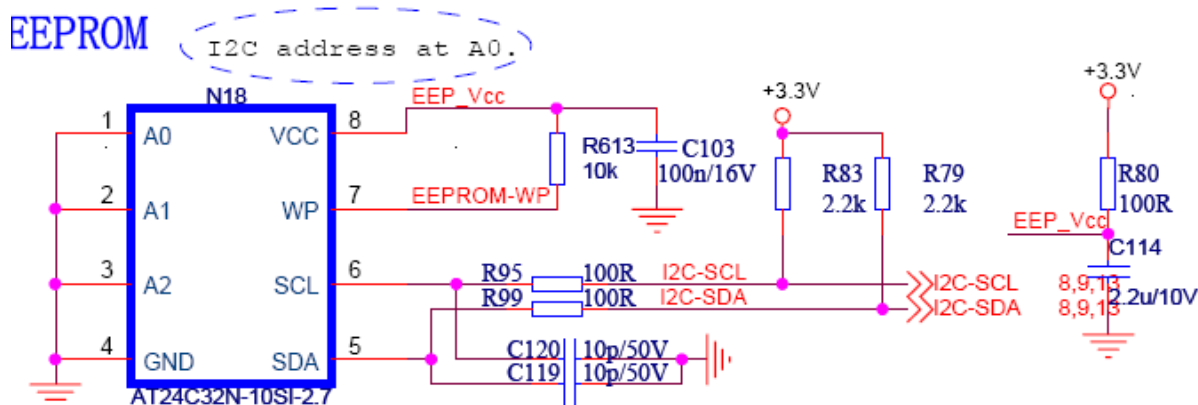 EEPROM
I2C address at A0.
N18
EEP_Vcc
+3.3V
+3.3V
1 A0 VCC 8
R613
10k
C103
100n/16V
R83
2.2k
R79
2.2k
R80
100R
2 A1 WP 7 EEPROM-WP
EEP_Vcc
C114
2.2u/10V
3 A2 SCL 6
R95 100R I2C-SCL
I2C-SCL 8,9,13
R99 100R I2C-SDA
I2C-SDA 8,9,13
4 GND SDA 5
C120 10p/50V
C119 10p/50V
AT24C32N-10SI-2.7